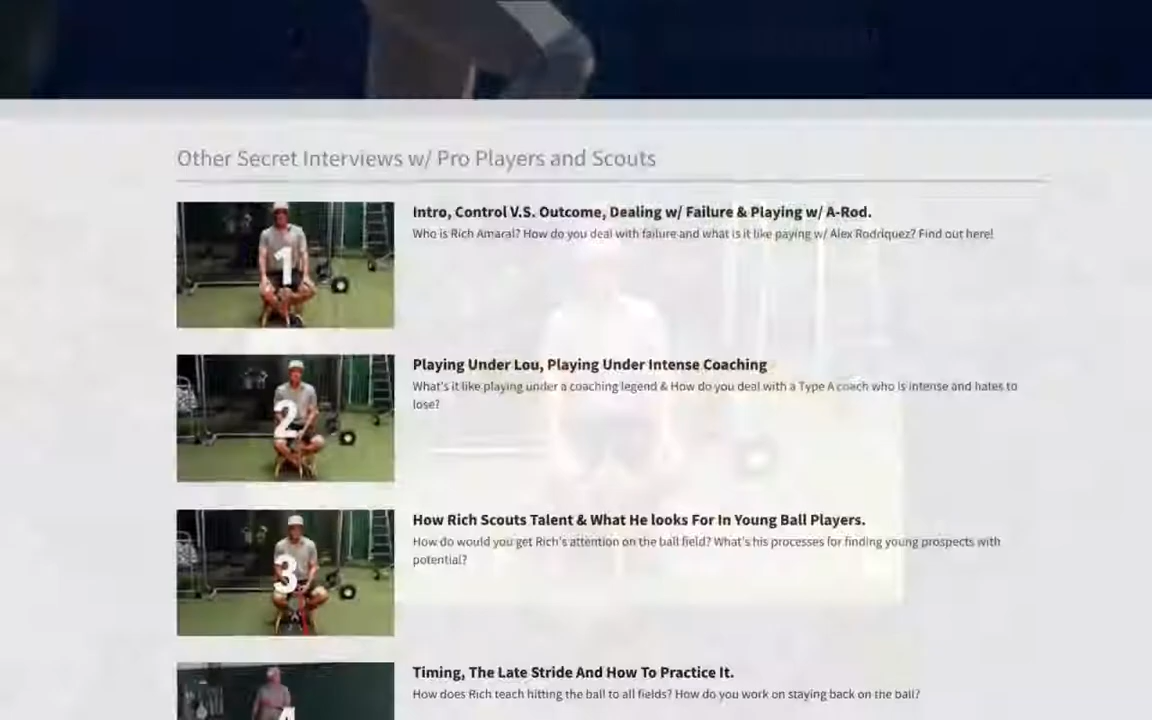 Other Secret Interviews w/ Pro Players and Scouts
1
Intro, Control V.S. Outcome, Dealing w/ Failure & Playing w/ A-Rod.
Who is Rich Amaral? How do you deal with failure and what is it like paying w/ Alex Rodriquez? Find out here!
2
Playing Under Lou, Playing Under Intense Coaching
What's it like playing under a coaching legend & How do you deal with a Type A coach who is intense and hates to
lose?
3
How Rich Scouts Talent & What He looks For In Young Ball Players.
How do would you get Rich's attention on the ball field? What's his processes for finding young prospects with
potential?
4
Timing, The Late Stride And How To Practice It.
How does Rich teach hitting the ball to all fields? How do you work on staying back on the ball?